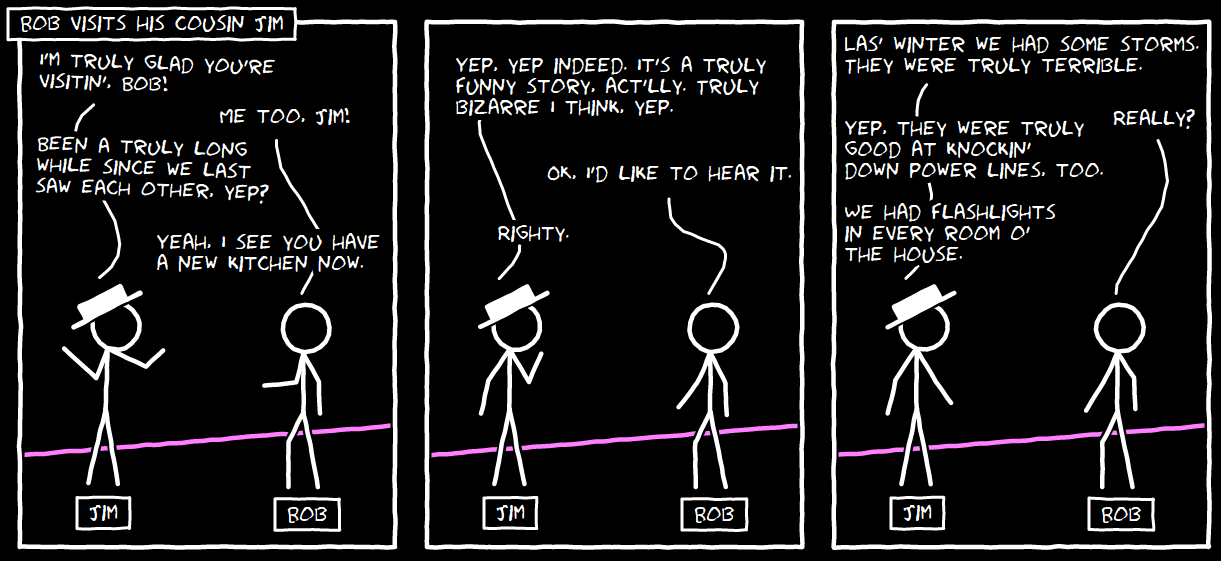 BOB VISITS HIS COUSIN JIM
I'M TRULY GLAD YOU'RE
VISITIN', BOB!
ME TOO, JIM!
BEEN A TRULY LONG
WHILE SINCE WE LAST
SAW EACH OTHER, YEP?
YEAH, I SEE YOU HAVE
A NEW KITCHEN NOW.
JIM
BOB
YEP, YEP INDEED. IT'S A TRULY
FUNNY STORY, ACT'LLY. TRULY
BIZARRE I THINK, YEP.
OK, I'D LIKE TO HEAR IT.
RIGHTY.
JIM
BOB
LAS' WINTER WE HAD SOME STORMS.
THEY WERE TRULY TERRIBLE.
REALLY?
YEP, THEY WERE TRULY
GOOD AT KNOCKIN'
DOWN POWER LINES, TOO.
WE HAD FLASHLIGHTS
IN EVERY ROOM O'
THE HOUSE.
JIM
BOB